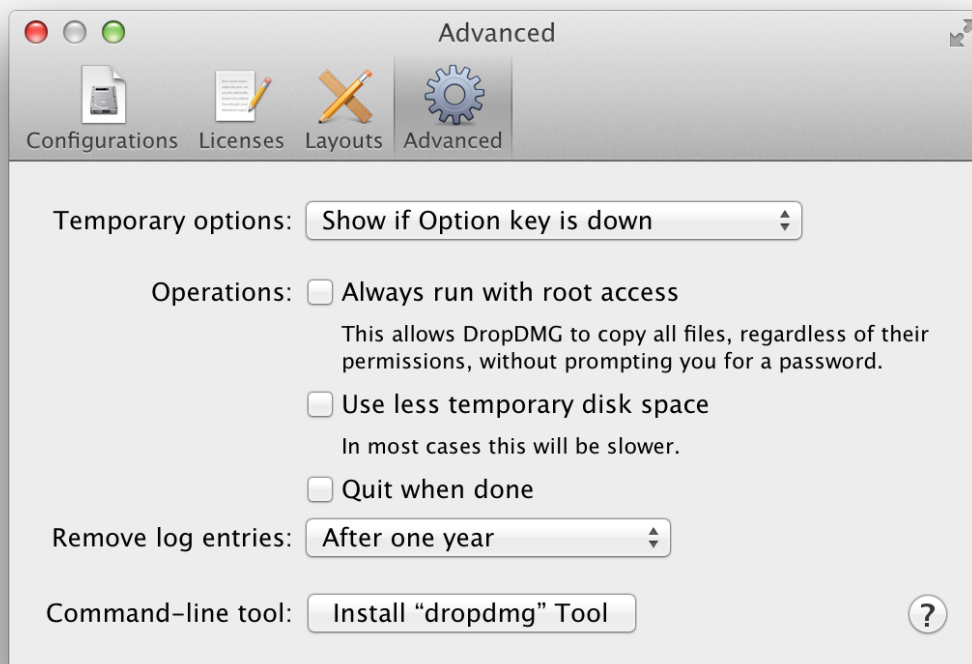 Advanced
Configurations Licenses Layouts Advanced
Temporary options: Show if Option key is down
Operations: Always run with root access
This allows DropDMG to copy all files, regardless of their
permissions, without prompting you for a password.
Use less temporary disk space
In most cases this will be slower.
Quit when done
Remove log entries: After one year
Command-line tool: Install “dropdmg” Tool ?